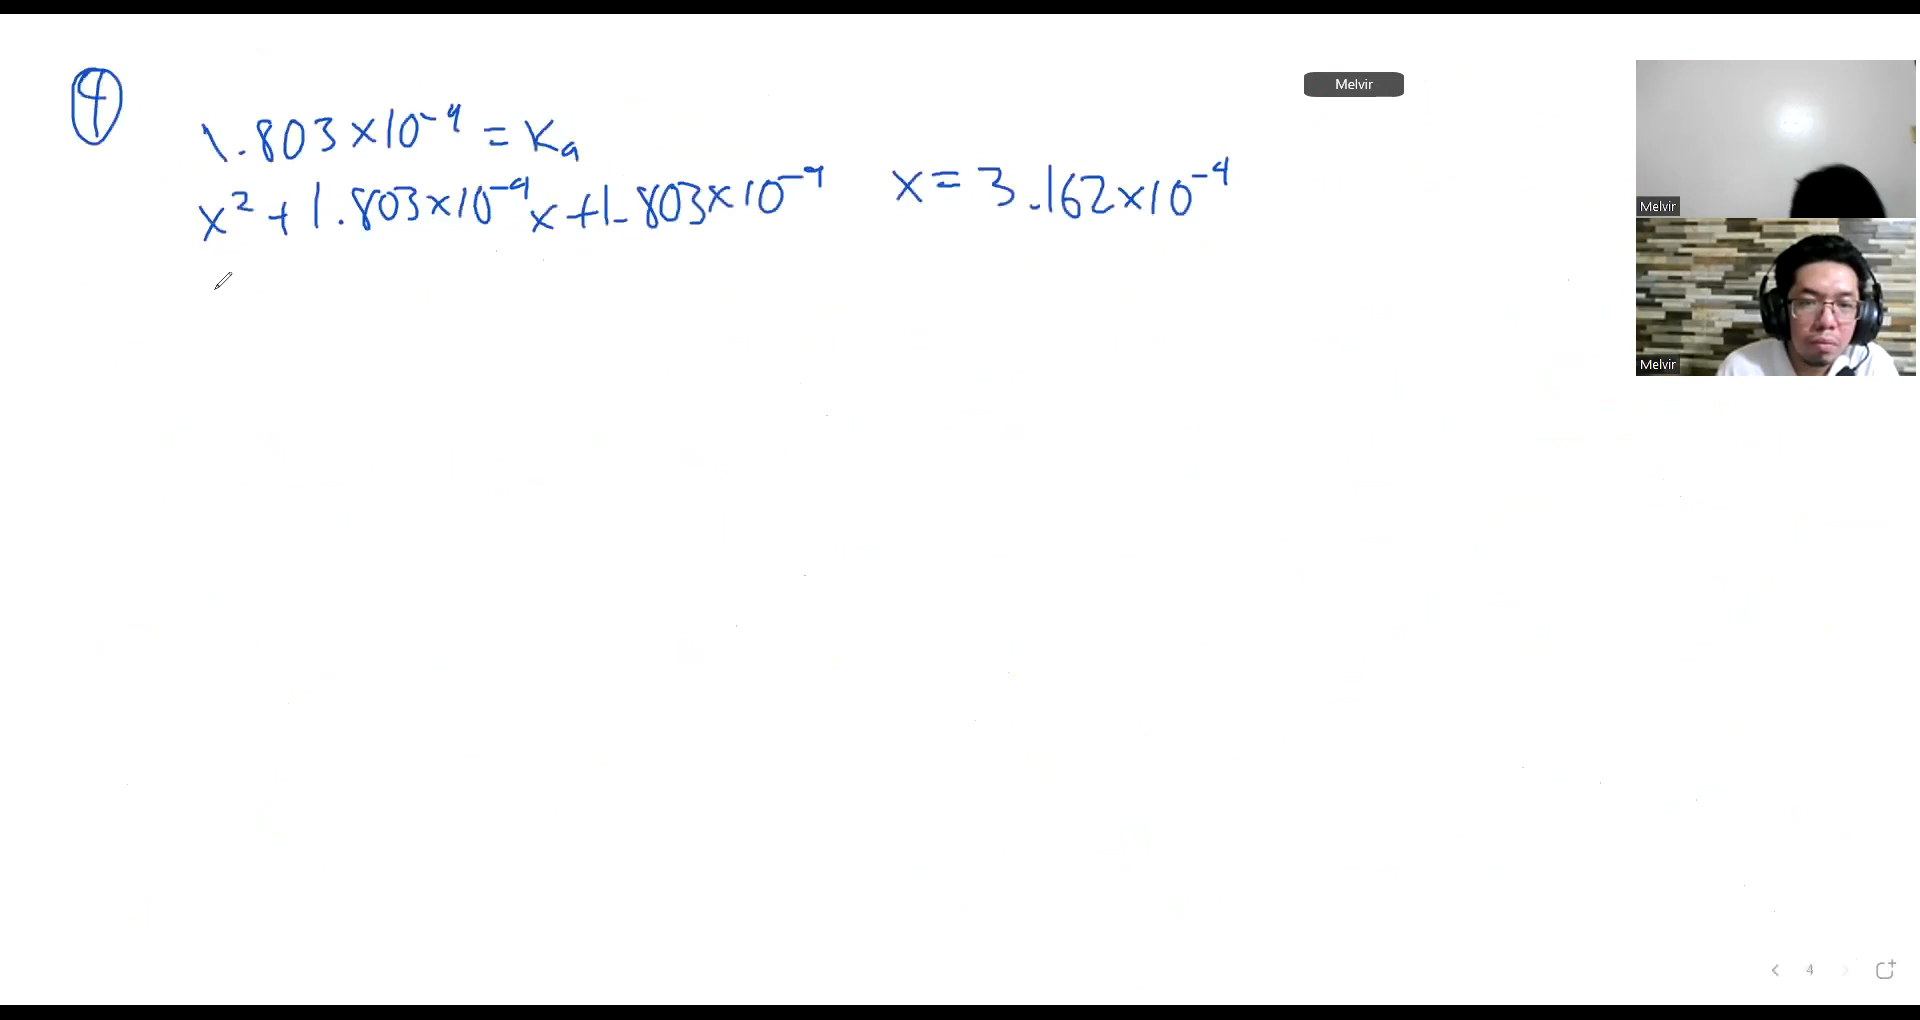 ④
1.803×10⁻⁴ = Ka
x² + 1.803×10⁻⁴x + 1.803×10⁻⁴ x = 3.162×10⁻⁴
Melvir
Melvir
Melvir
4